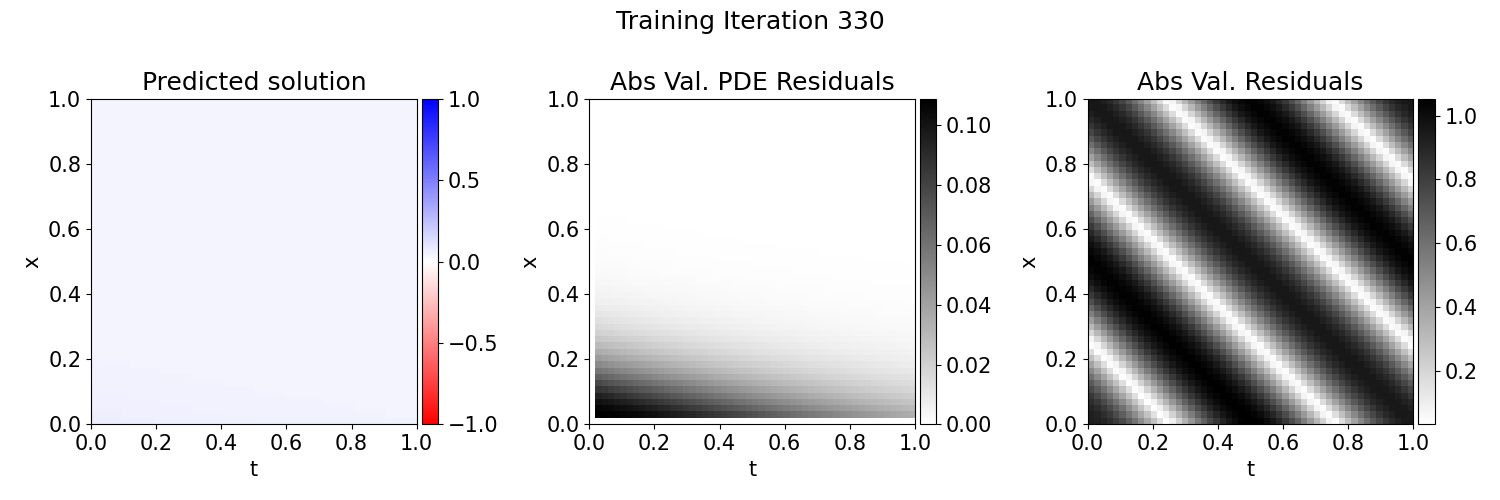 Training Iteration 330
Predicted solution
1.0
0.8
0.6
0.4
0.2
0.0
x
0.0 0.2 0.4 0.6 0.8 1.0
t
1.0
0.5
0.0
−0.5
−1.0
Abs Val. PDE Residuals
1.0
0.8
0.6
0.4
0.2
0.0
x
0.0 0.2 0.4 0.6 0.8 1.0
t
0.10
0.08
0.06
0.04
0.02
0.00
Abs Val. Residuals
1.0
0.8
0.6
0.4
0.2
0.0
x
0.0 0.2 0.4 0.6 0.8 1.0
t
1.0
0.8
0.6
0.4
0.2